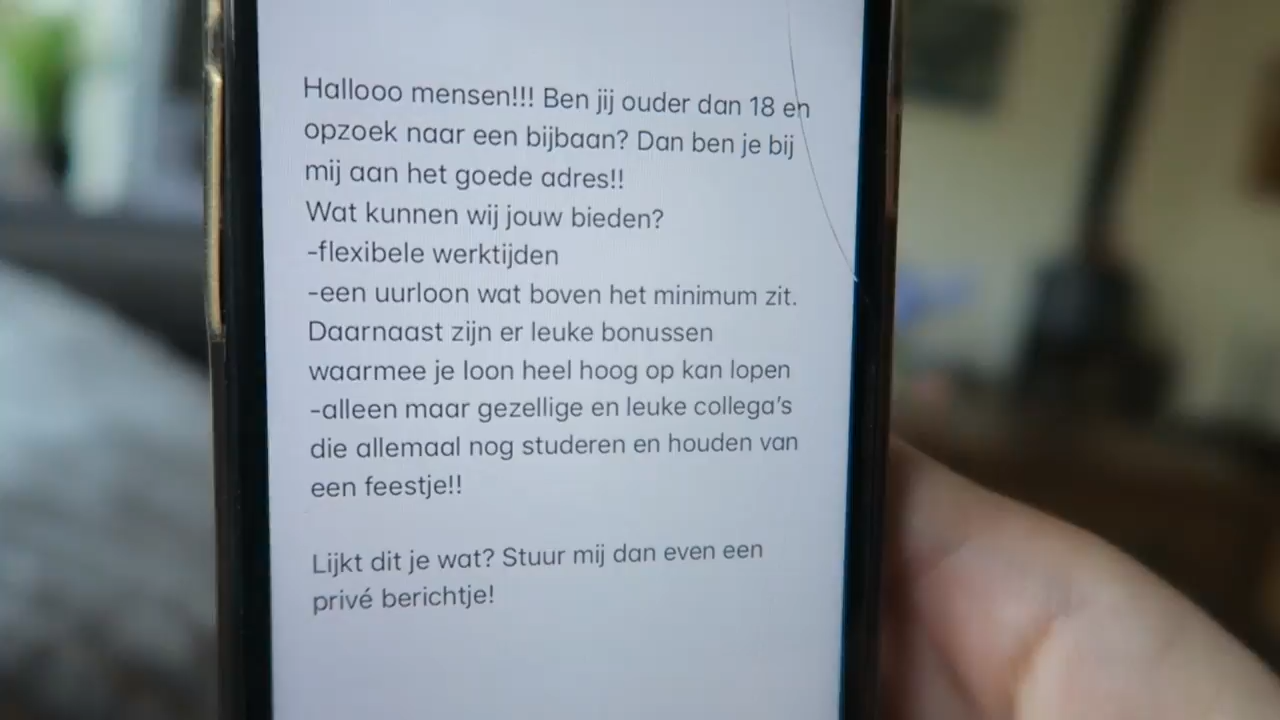 Hallooo mensen!!! Ben jij ouder dan 18 en
opzoek naar een bijbaan? Dan ben je bij
mij aan het goede adres!!
Wat kunnen wij jouw bieden?
-flexibele werktijden
-een uurloon wat boven het minimum zit.
Daarnaast zijn er leuke bonussen
waarmee je loon heel hoog op kan lopen
-alleen maar gezellige en leuke collega's
die allemaal nog studeren en houden van
een feestje!!
Lijkt dit je wat? Stuur mij dan even een
privé berichtje!